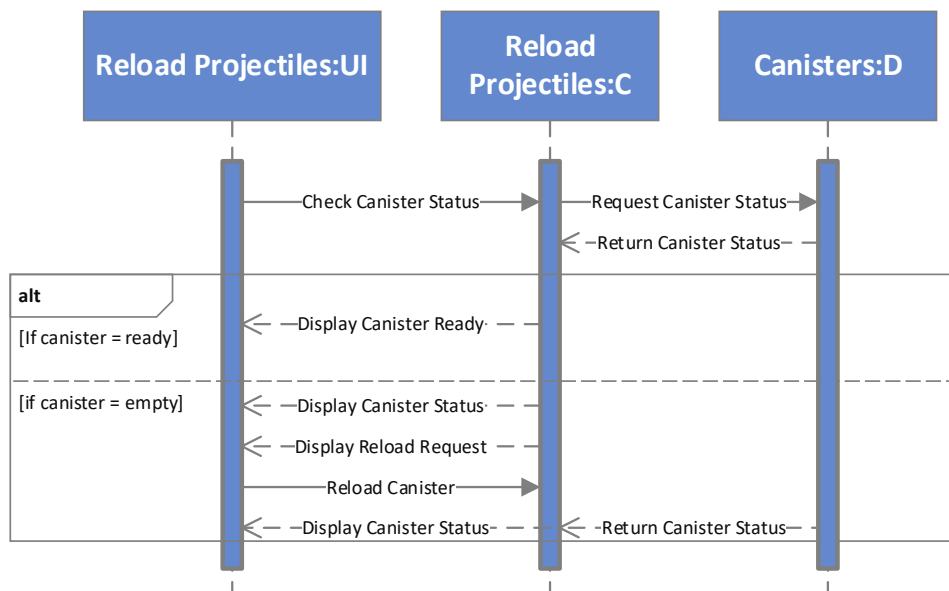 Reload Projectiles:UI
Reload
Projectiles:C
Canisters:D
Check Canister Status
Request Canister Status
Return Canister Status
alt
Display Canister Ready
[If canister = ready]
[if canister = empty]
Display Canister Status
Display Reload Request
Reload Canister
Display Canister Status
Return Canister Status